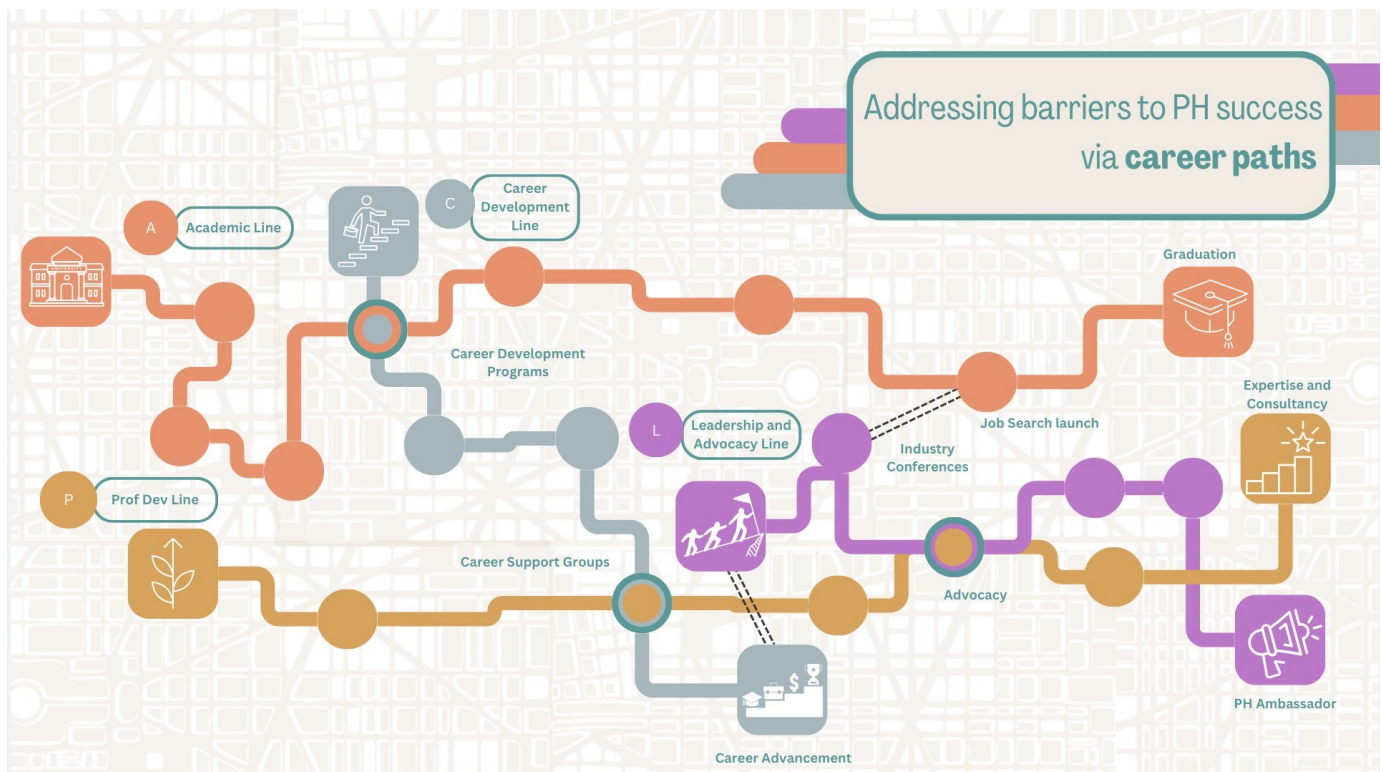 Addressing barriers to PH success
via career paths
A
Academic Line
C
Career
Development
Line
UNIVERSITY
Graduation
Career Development
Programs
Expertise and
Consultancy
L
Leadership and
Advocacy Line
Job Search launch
Industry
Conferences
P
Prof Dev Line
Career Support Groups
Advocacy
$
PH Ambassador
Career Advancement